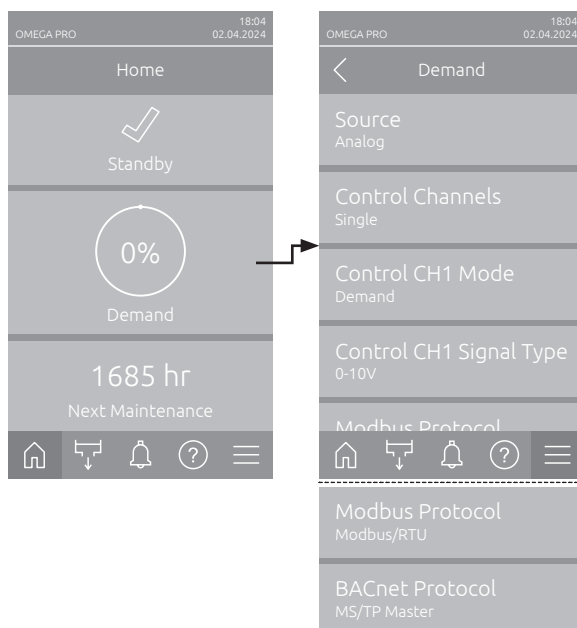 18:04
OMEGA PRO 02.04.2024
Home
Standby
0%
Demand
1685 hr
Next Maintenance
?
18:04
OMEGA PRO 02.04.2024
Demand
Source
Analog
Control Channels
Single
Control CH1 Mode
Demand
Control CH1 Signal Type
0-10V
Modbus Protocol
?
Modbus Protocol
Modbus/RTU
BACnet Protocol
MS/TP Master